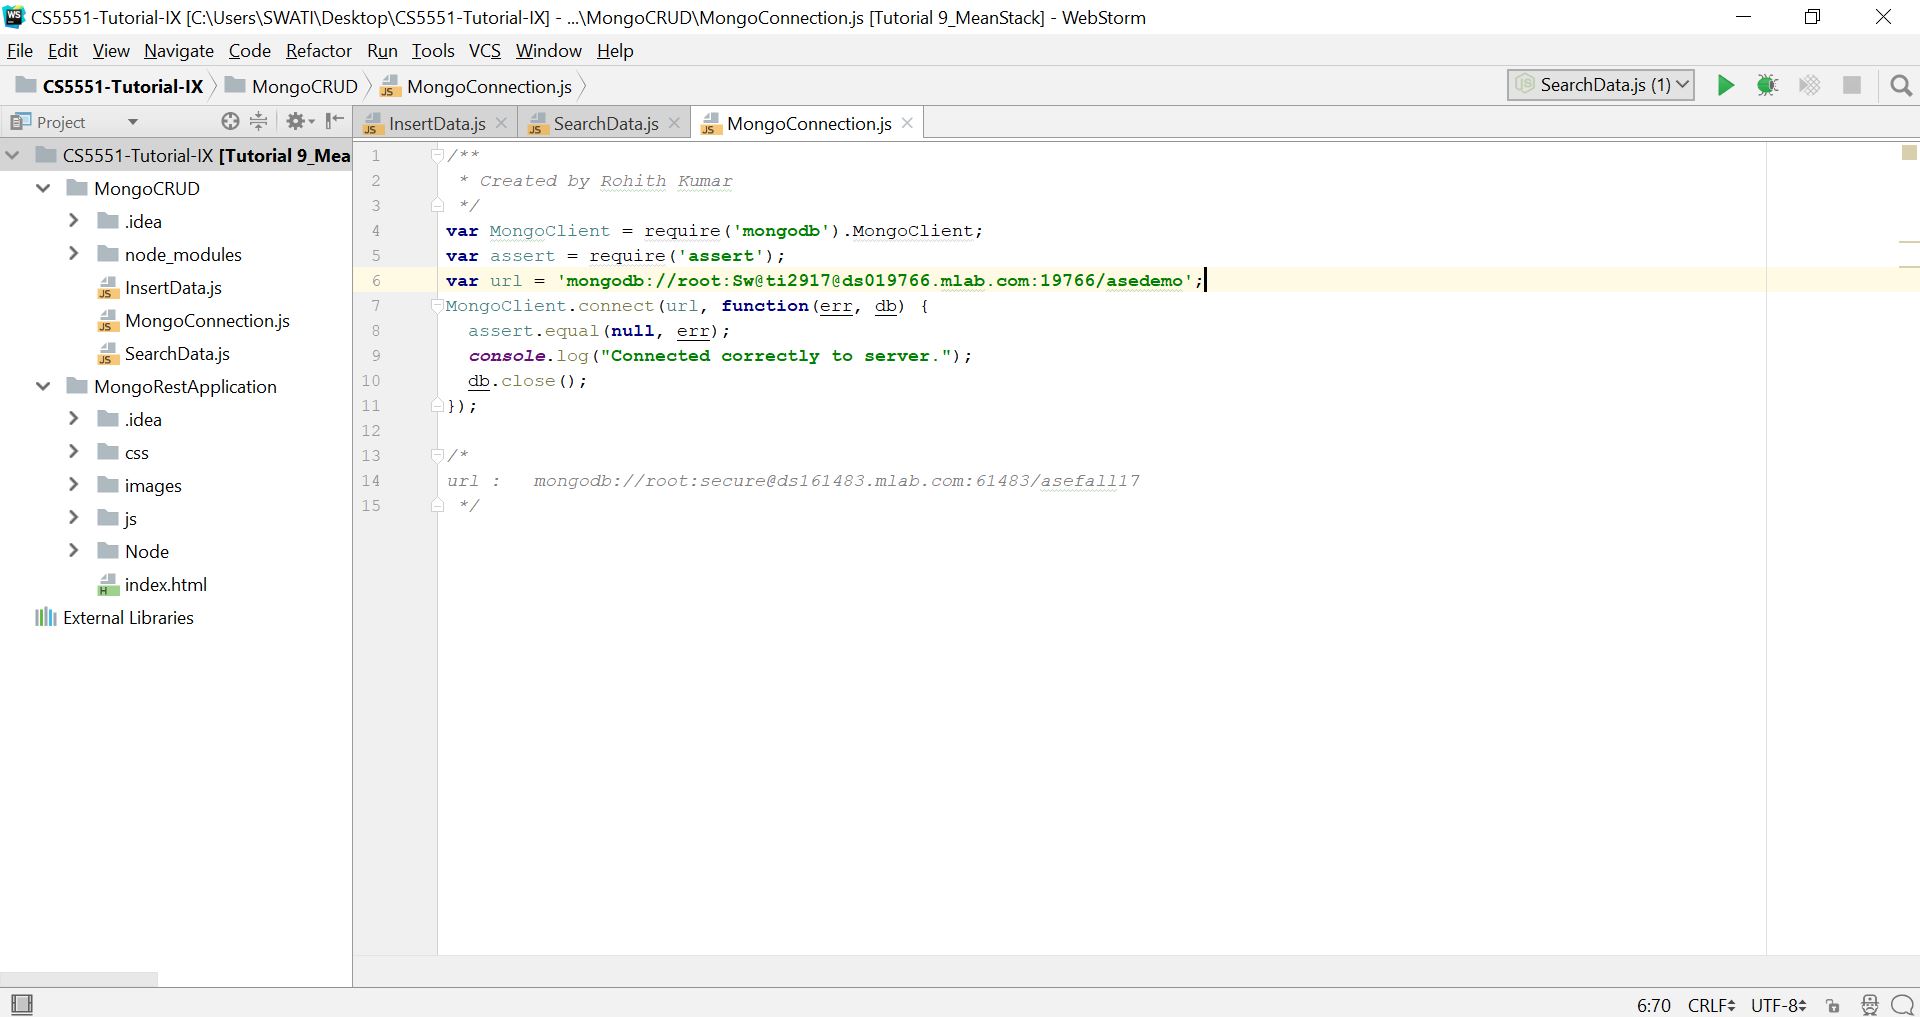 CS5551-Tutorial-IX [C:\Users\SWATI\Desktop\CS5551-Tutorial-IX] - ...\MongoCRUD\MongoConnection.js [Tutorial 9_MeanStack] - WebStorm
File Edit View Navigate Code Refactor Run Tools VCS Window Help
CS5551-Tutorial-IX MongoCRUD MongoConnection.js SearchData.js (1)
Project InsertData.js SearchData.js MongoConnection.js
CS5551-Tutorial-IX [Tutorial 9_Mea
MongoCRUD
.idea
node_modules
InsertData.js
MongoConnection.js
SearchData.js
MongoRestApplication
.idea
css
images
js
Node
index.html
External Libraries
1 /**
2 * Created by Rohith Kumar
3 */
4 var MongoClient = require('mongodb').MongoClient;
5 var assert = require('assert');
6 var url = 'mongodb://root:Sw@ti2917@ds019766.mlab.com:19766/asedemo';
7 MongoClient.connect(url, function(err, db) {
8 assert.equal(null, err);
9 console.log("Connected correctly to server.");
10 db.close();
11 });
12
13 /*
14 url : mongodb://root:secure@ds161483.mlab.com:61483/asefall17
15 */
6:70 CRLF UTF-8